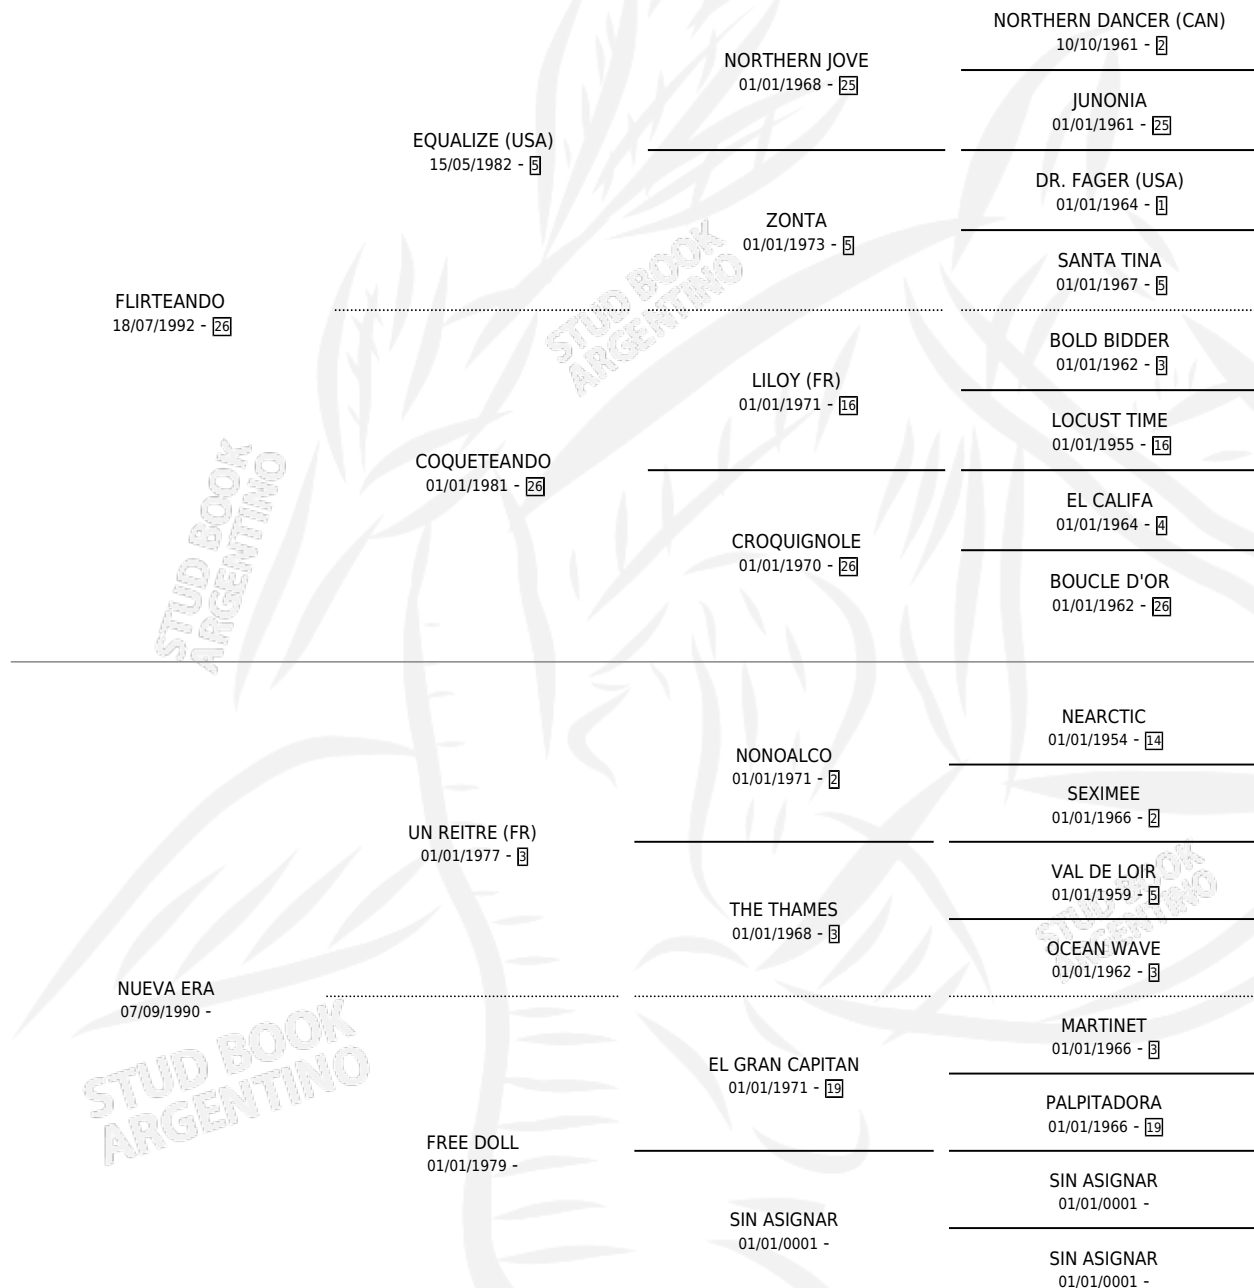 NORTHERN DANCER (CAN)
10/10/1961 - 2
NORTHERN JOVE
01/01/1968 - 25
JUNONIA
01/01/1961 - 25
EQUALIZE (USA)
15/05/1982 - 5
DR. FAGER (USA)
01/01/1964 - 1
ZONTA
01/01/1973 - 5
SANTA TINA
01/01/1967 - 5
FLIRTEANDO
18/07/1992 - 26
STUD BOOK
ARGENTINO
BOLD BIDDER
01/01/1962 - 3
LILOY (FR)
01/01/1971 - 16
LOCUST TIME
01/01/1955 - 16
COQUETEANDO
01/01/1981 - 26
EL CALIFA
01/01/1964 - 4
CROQUIGNOLE
01/01/1970 - 26
BOUCLE D'OR
01/01/1962 - 26
STUD BOOK
ARGENTINO
NEARCTIC
01/01/1954 - 14
NONOALCO
01/01/1971 - 2
SEXIMEE
01/01/1966 - 2
UN REITRE (FR)
01/01/1977 - 3
VAL DE LOIR
01/01/1959 - 5
THE THAMES
01/01/1968 - 3
OCEAN WAVE
01/01/1962 - 3
STUD BOOK
ARGENTINO
NUEVA ERA
07/09/1990 -
MARTINET
01/01/1966 - 3
EL GRAN CAPITAN
01/01/1971 - 19
PALPITADORA
01/01/1966 - 19
STUD BOOK
ARGENTINO
FREE DOLL
01/01/1979 -
SIN ASIGNAR
01/01/0001 -
SIN ASIGNAR
01/01/0001 -
SIN ASIGNAR
01/01/0001 -